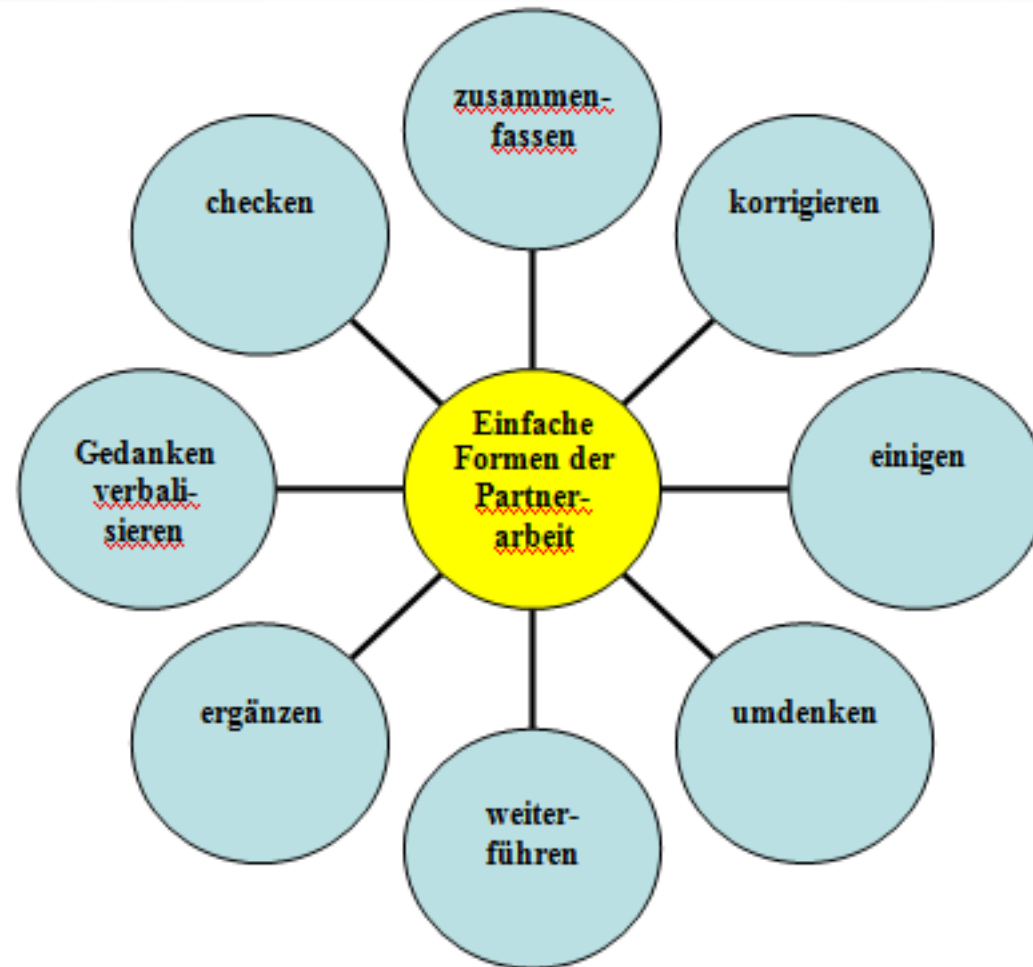 zusammen-
fassen
checken
korrigieren
Einfache
Formen der
Partner-
arbeit
Gedanken
verbali-
sieren
einigen
ergänzen
umdenken
weiter-
führen